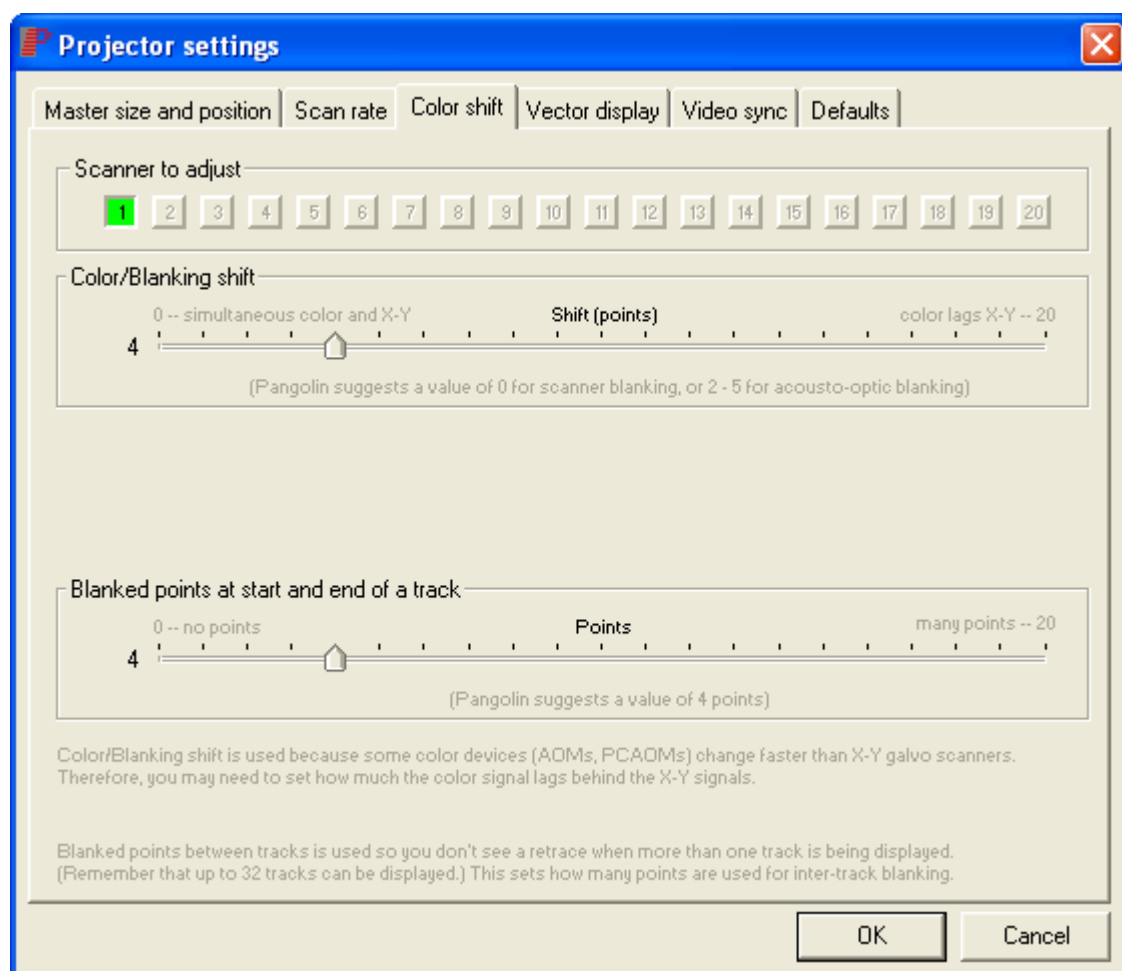 Projector settings
Master size and position Scan rate Color shift Vector display Video sync Defaults
Scanner to adjust
1 2 3 4 5 6 7 8 9 10 11 12 13 14 15 16 17 18 19 20
Color/Blanking shift
0 -- simultaneous color and X-Y Shift (points) color lags X-Y -- 20
4
(Pangolin suggests a value of 0 for scanner blanking, or 2 - 5 for acousto-optic blanking)
Blanked points at start and end of a track
0 -- no points Points many points -- 20
4
(Pangolin suggests a value of 4 points)
Color/Blanking shift is used because some color devices (AOMs, PCAOMs) change faster than X-Y galvo scanners.
Therefore, you may need to set how much the color signal lags behind the X-Y signals.
Blanked points between tracks is used so you don't see a retrace when more than one track is being displayed.
(Remember that up to 32 tracks can be displayed.) This sets how many points are used for inter-track blanking.
OK Cancel